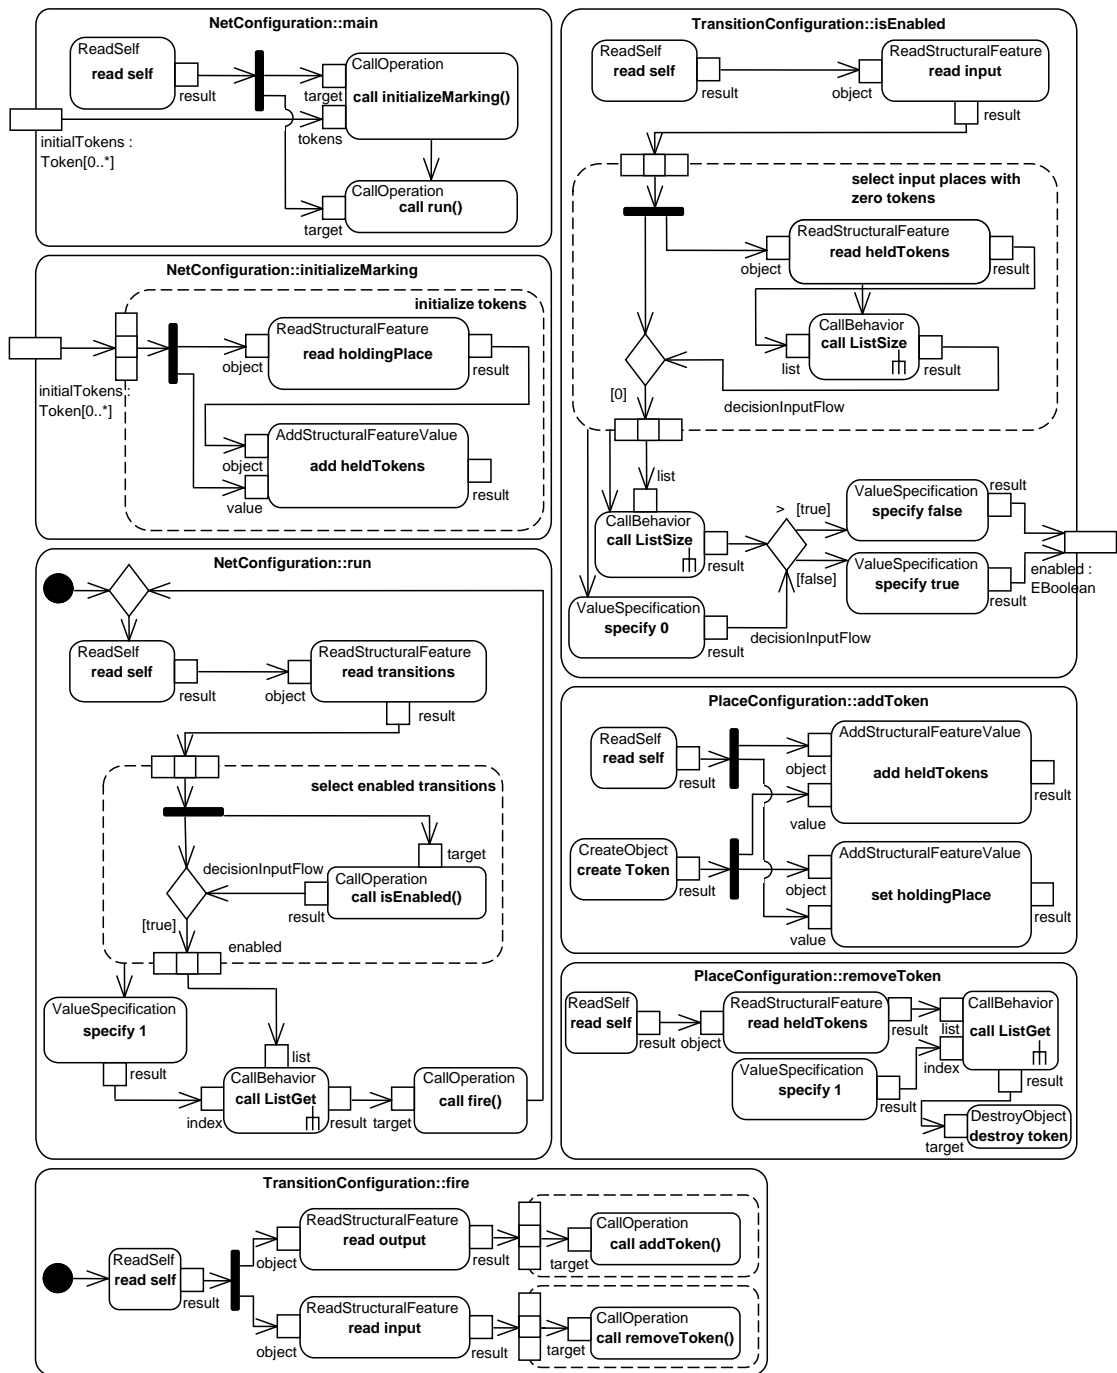 NetConfiguration::main
ReadSelf
read self
result
CallOperation
call initializeMarking()
target
tokens
initialTokens :
Token[0..*]
CallOperation
call run()
target
NetConfiguration::initializeMarking
initialize tokens
ReadStructuralFeature
read holdingPlace
object
result
initialTokens :
Token[0..*]
AddStructuralFeatureValue
add heldTokens
object
value
result
NetConfiguration::run
ReadSelf
read self
result
ReadStructuralFeature
read transitions
object
result
select enabled transitions
target
decisionInputFlow
CallOperation
call isEnabled()
result
[true]
enabled
ValueSpecification
specify 1
result
list
CallBehavior
call ListGet
index
result
CallOperation
call fire()
target
TransitionConfiguration::isEnabled
ReadSelf
read self
result
ReadStructuralFeature
read input
object
result
select input places with
zero tokens
ReadStructuralFeature
read heldTokens
object
result
CallBehavior
call ListSize
list
result
decisionInputFlow
[0]
list
CallBehavior
call ListSize
result
> [true]
[false]
ValueSpecification
specify false
result
ValueSpecification
specify true
result
enabled :
EBoolean
ValueSpecification
specify 0
result
decisionInputFlow
PlaceConfiguration::addToken
ReadSelf
read self
result
AddStructuralFeatureValue
add heldTokens
object
value
result
CreateObject
create Token
result
AddStructuralFeatureValue
set holdingPlace
object
value
result
PlaceConfiguration::removeToken
ReadSelf
read self
result
ReadStructuralFeature
read heldTokens
object
result
CallBehavior
call ListGet
list
index
result
ValueSpecification
specify 1
result
DestroyObject
destroy token
target
TransitionConfiguration::fire
ReadSelf
read self
result
ReadStructuralFeature
read output
object
result
CallOperation
call addToken()
target
ReadStructuralFeature
read input
object
result
CallOperation
call removeToken()
target